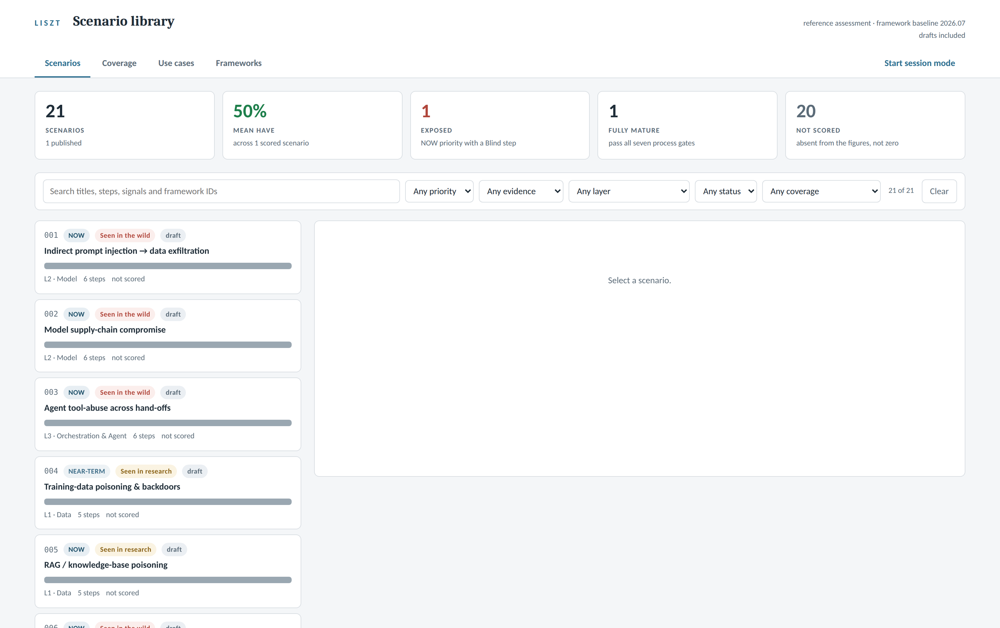 LISZT Scenario library
reference assessment · framework baseline 2026.07
drafts included
Scenarios Coverage Use cases Frameworks Start session mode
21
SCENARIOS
1 published
50%
MEAN HAVE
across 1 scored scenario
1
EXPOSED
NOW priority with a Blind step
1
FULLY MATURE
pass all seven process gates
20
NOT SCORED
absent from the figures, not zero
Search titles, steps, signals and framework IDs Any priority Any evidence Any layer Any status Any coverage 21 of 21 Clear
001 NOW Seen in the wild draft
Indirect prompt injection → data exfiltration
L2 · Model 6 steps not scored
002 NOW Seen in the wild draft
Model supply-chain compromise
L2 · Model 6 steps not scored
003 NOW Seen in the wild draft
Agent tool-abuse across hand-offs
L3 · Orchestration & Agent 6 steps not scored
004 NEAR-TERM Seen in research draft
Training-data poisoning & backdoors
L1 · Data 5 steps not scored
005 NOW Seen in research draft
RAG / knowledge-base poisoning
L1 · Data 5 steps not scored
006 NOW Seen in the wild draft
Select a scenario.